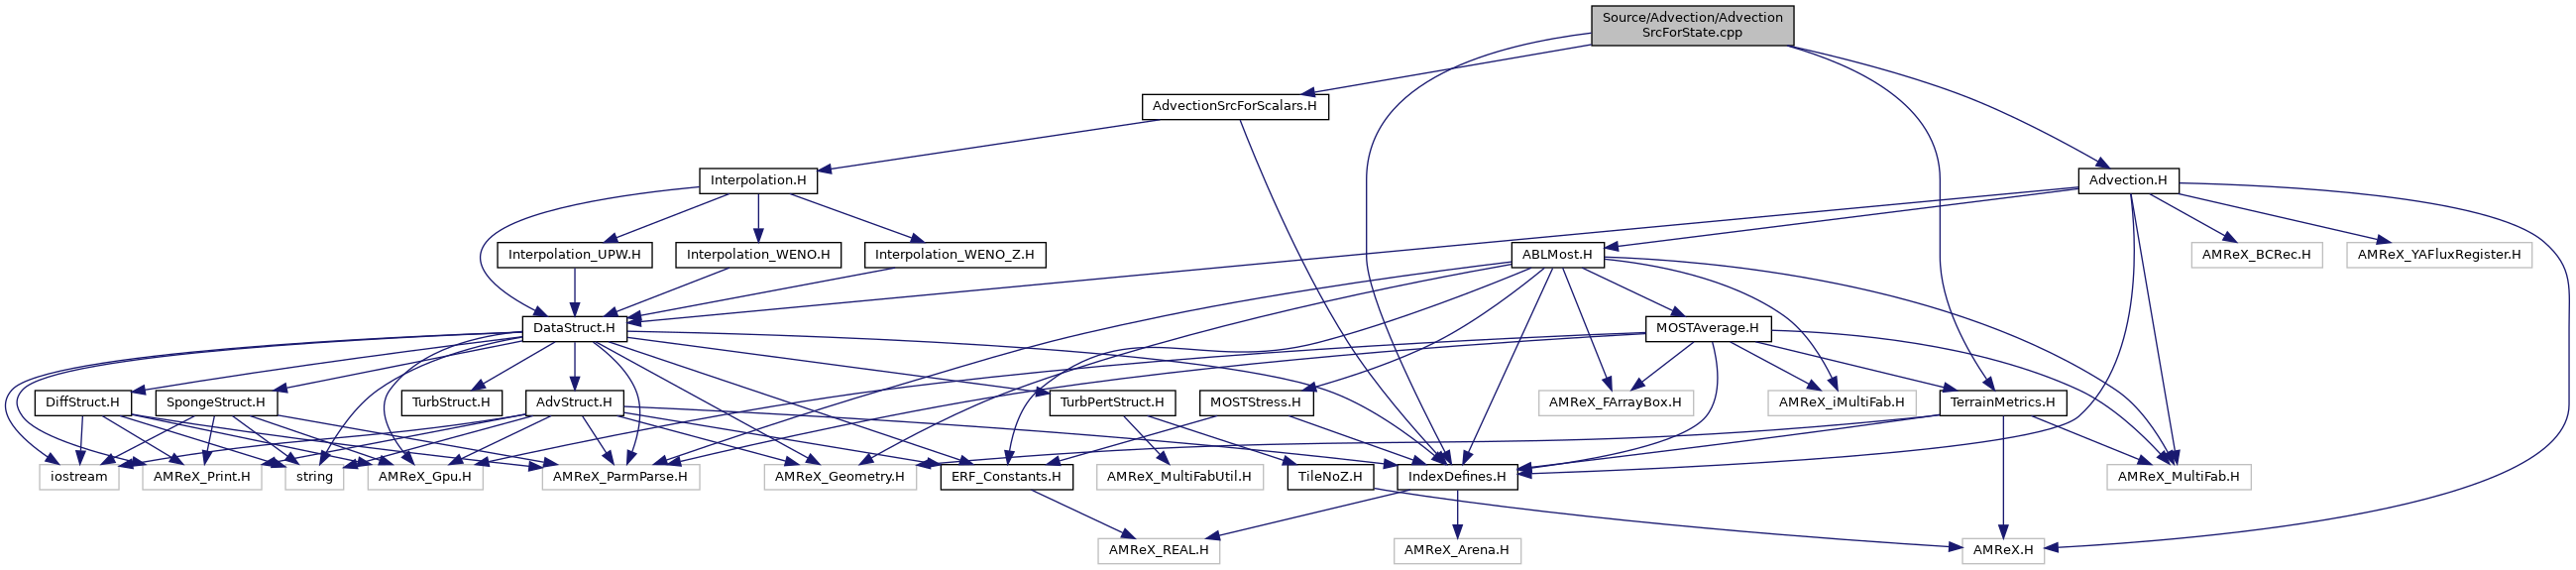 Source/Advection/Advection
SrcForState.cpp
AdvectionSrcForScalars.H
Interpolation.H
Advection.H
Interpolation_UPW.H
Interpolation_WENO.H
Interpolation_WENO_Z.H
ABLMost.H
AMReX_BCRec.H
AMReX_YAFluxRegister.H
DataStruct.H
MOSTAverage.H
DiffStruct.H
SpongeStruct.H
TurbStruct.H
AdvStruct.H
TurbPertStruct.H
MOSTStress.H
AMReX_FArrayBox.H
AMReX_iMultiFab.H
TerrainMetrics.H
iostream
AMReX_Print.H
string
AMReX_Gpu.H
AMReX_ParmParse.H
AMReX_Geometry.H
ERF_Constants.H
AMReX_MultiFabUtil.H
TileNoZ.H
IndexDefines.H
AMReX_MultiFab.H
AMReX_REAL.H
AMReX_Arena.H
AMReX.H